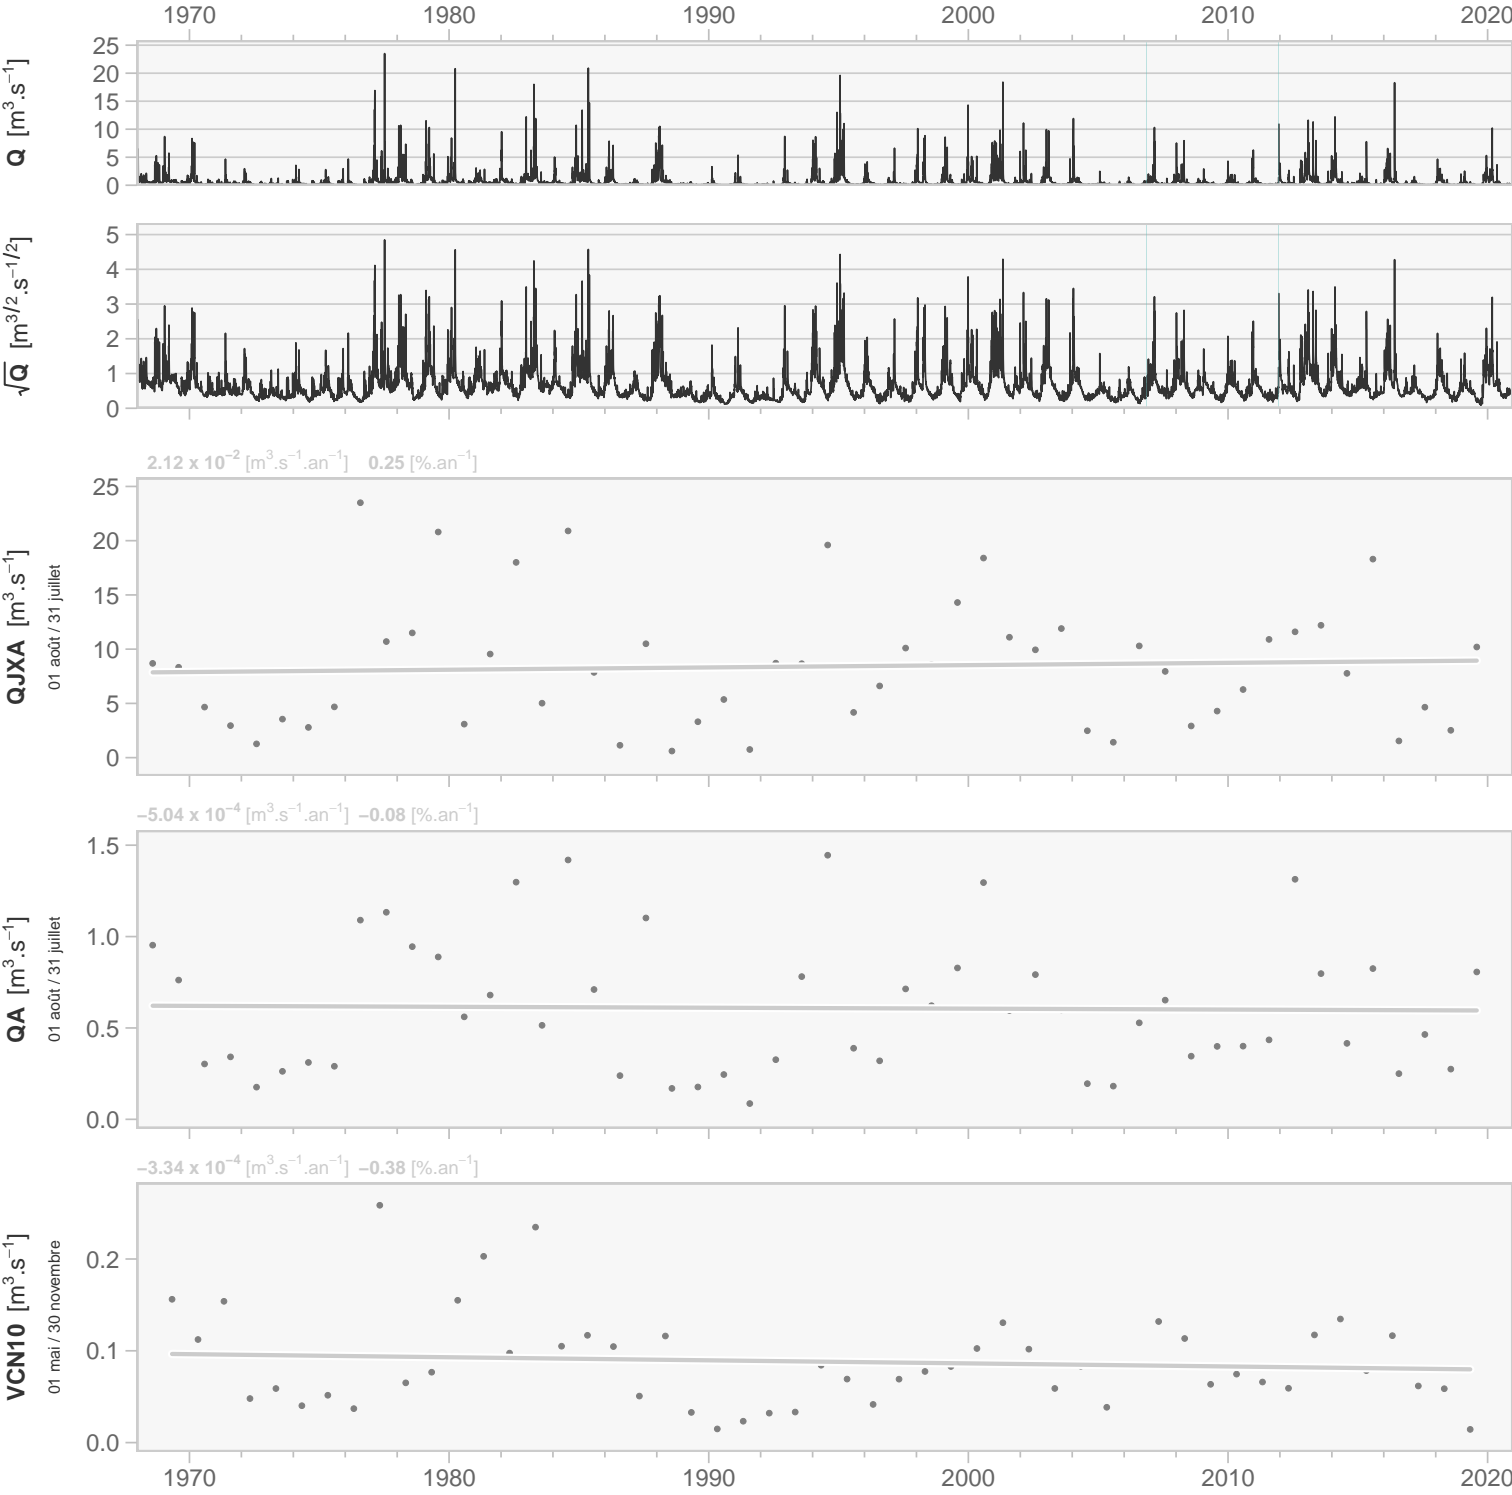 1970 1980 1990 2000 2010 2020
Q [m³.s⁻¹]
25
20
15
10
5
0
√Q [m³ᐟ².s⁻¹ᐟ²]
5
4
3
2
1
0
2.12 x 10⁻² [m³.s⁻¹.an⁻¹] 0.25 [%.an⁻¹]
QJXA [m³.s⁻¹]
01 août / 31 juillet
25
20
15
10
5
0
−5.04 x 10⁻⁴ [m³.s⁻¹.an⁻¹] −0.08 [%.an⁻¹]
QA [m³.s⁻¹]
01 août / 31 juillet
1.5
1.0
0.5
0.0
−3.34 x 10⁻⁴ [m³.s⁻¹.an⁻¹] −0.38 [%.an⁻¹]
VCN10 [m³.s⁻¹]
01 mai / 30 novembre
0.2
0.1
0.0
1970 1980 1990 2000 2010 2020